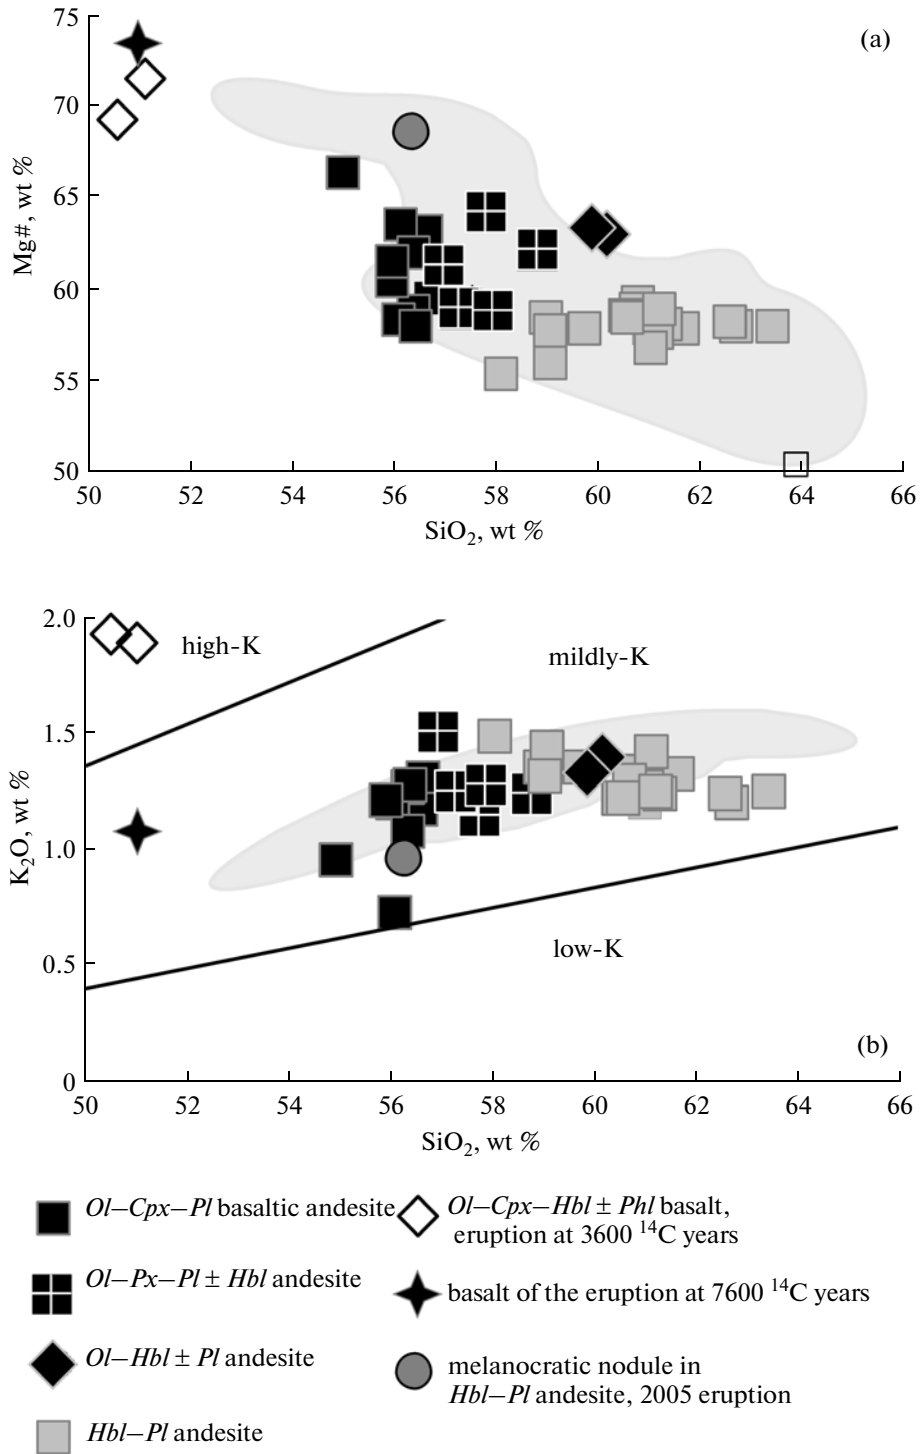 75
70
65
60
55
50
Mg#, wt %
(a)
50 52 54 56 58 60 62 64 66
SiO₂, wt %
2.0
1.5
1.0
0.5
0
K₂O, wt %
high-K
mildly-K
low-K
(b)
50 52 54 56 58 60 62 64 66
SiO₂, wt %
Ol–Cpx–Pl basaltic andesite
Ol–Px–Pl ± Hbl andesite
Ol–Hbl ± Pl andesite
Hbl–Pl andesite
Ol–Cpx–Hbl ± Phl basalt,
eruption at 3600 ¹⁴C years
basalt of the eruption at 7600 ¹⁴C years
melanocratic nodule in
Hbl–Pl andesite, 2005 eruption